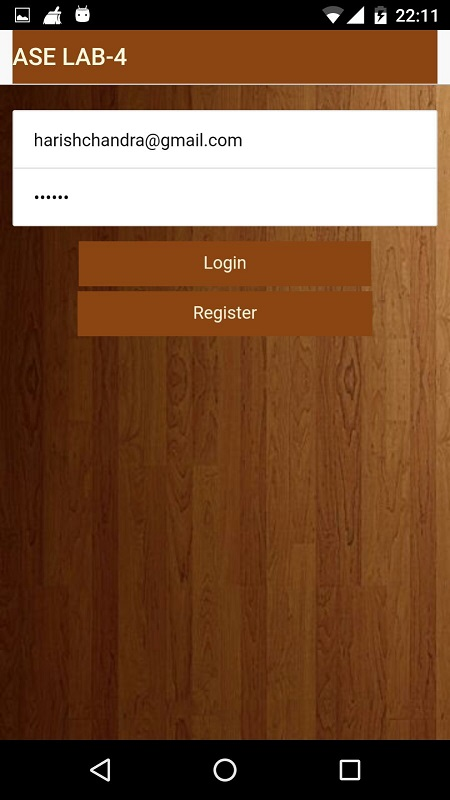 22:11
ASE LAB-4
harishchandra@gmail.com
••••••
Login
Register